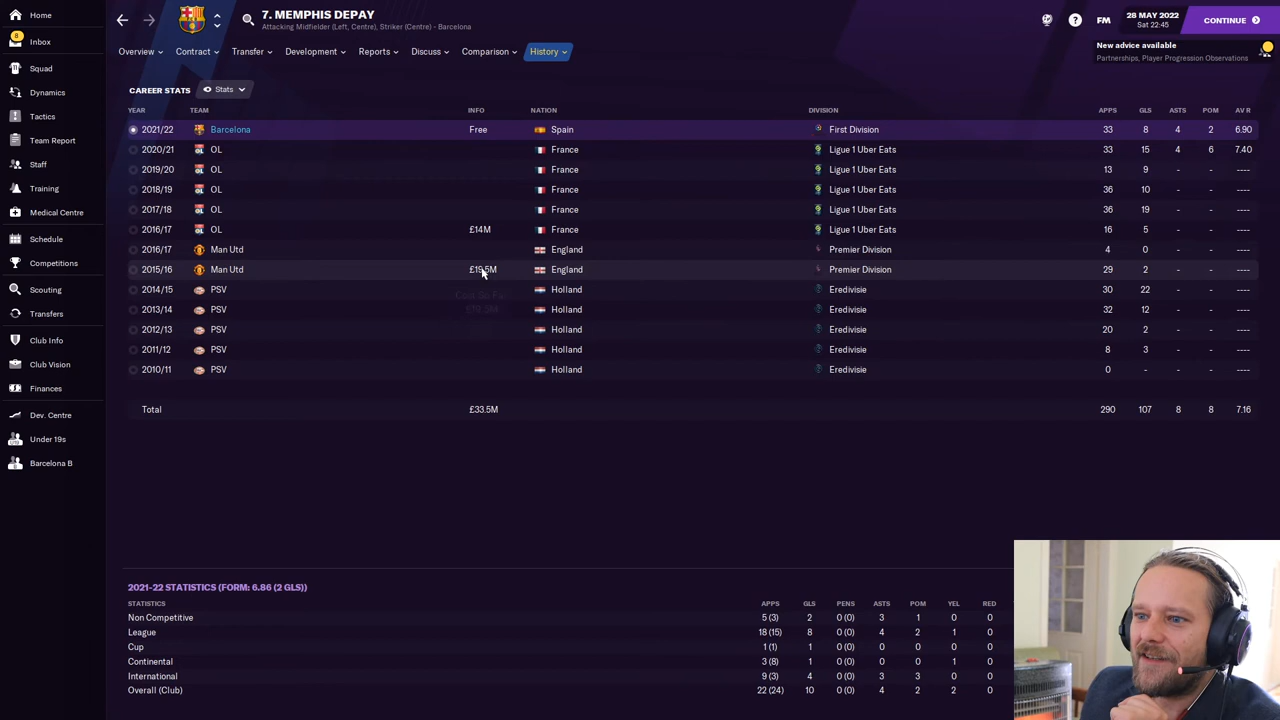 7. MEMPHIS DEPAY
Attacking Midfielder (Left, Centre), Striker (Centre) - Barcelona
FM
28 MAY 2022
Sat 22:45
CONTINUE
New advice available
Partnerships, Player Progression Observations
Overview Contract Transfer Development Reports Discuss Comparison History
8
Home
Inbox
Squad
Dynamics
Tactics
Team Report
Staff
Training
Medical Centre
Schedule
Competitions
Scouting
Transfers
Club Info
Club Vision
Finances
Dev. Centre
Under 19s
Barcelona B
CAREER STATS Stats
YEAR TEAM INFO NATION DIVISION APPS GLS ASTS POM AV R
2021/22 Barcelona Free Spain First Division 33 8 4 2 6.90
2020/21 OL France Ligue 1 Uber Eats 33 15 4 6 7.40
2019/20 OL France Ligue 1 Uber Eats 13 9 - - ----
2018/19 OL France Ligue 1 Uber Eats 36 10 - - ----
2017/18 OL France Ligue 1 Uber Eats 36 19 - - ----
2016/17 OL £14M France Ligue 1 Uber Eats 16 5 - - ----
2016/17 Man Utd England Premier Division 4 0 - - ----
2015/16 Man Utd £19.5M England Premier Division 29 2 - - ----
2014/15 PSV Holland Eredivisie 30 22 - - ----
2013/14 PSV Holland Eredivisie 32 12 - - ----
2012/13 PSV Holland Eredivisie 20 2 - - ----
2011/12 PSV Holland Eredivisie 8 3 - - ----
2010/11 PSV Holland Eredivisie 0 - - - ----
Total £33.5M 290 107 8 8 7.16
2021-22 STATISTICS (FORM: 6.86 (2 GLS))
STATISTICS APPS GLS PENS ASTS POM YEL RED
Non Competitive 5 (3) 2 0 (0) 3 1 0 0
League 18 (15) 8 0 (0) 4 2 1 0
Cup 1 (1) 1 0 (0) 0 0 0 0
Continental 3 (8) 1 0 (0) 0 0 1 0
International 9 (3) 4 0 (0) 3 3 0 0
Overall (Club) 22 (24) 10 0 (0) 4 2 2 0